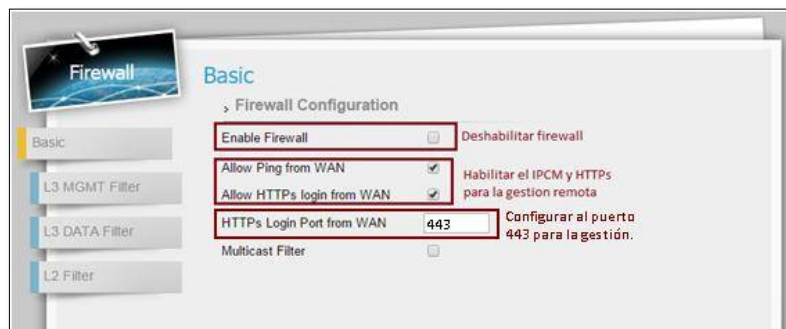 Firewall
Basic
L3 MGMT Filter
L3 DATA Filter
L2 Filter
Basic
Firewall Configuration
Enable Firewall
Deshabilitar firewall
Allow Ping from WAN
Allow HTTPs login from WAN
Habilitar el IPCM y HTTPs
para la gestion remota
HTTPs Login Port from WAN
443
Configurar al puerto
443 para la gestión.
Multicast Filter